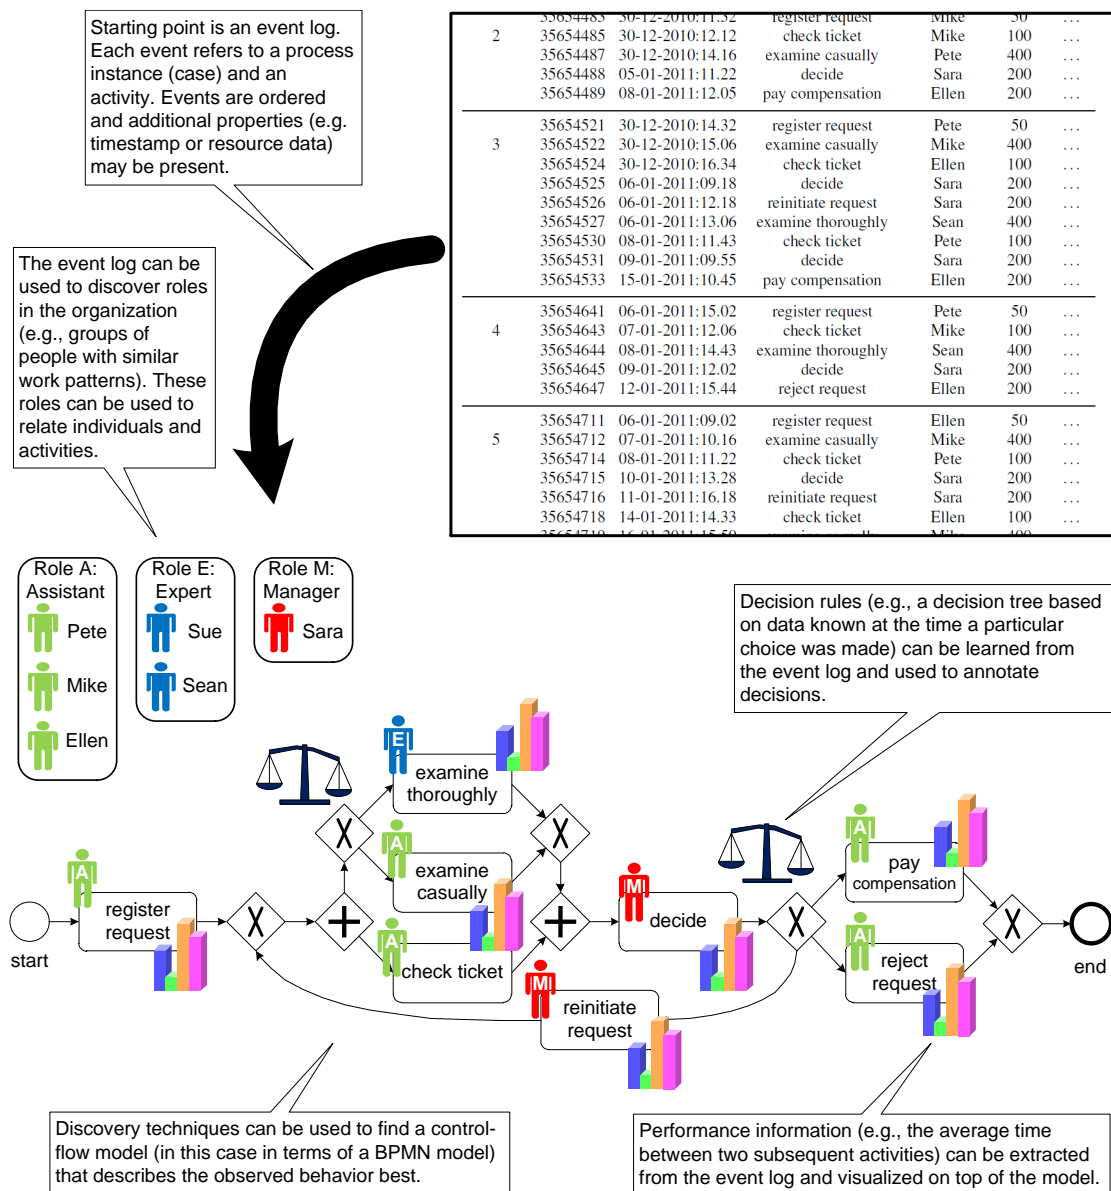 Starting point is an event log.
Each event refers to a process
instance (case) and an
activity. Events are ordered
and additional properties (e.g.
timestamp or resource data)
may be present.
35654483 30-12-2010:11.32 register request Mike 50 ...
2 35654485 30-12-2010:12.12 check ticket Mike 100 ...
35654487 30-12-2010:14.16 examine casually Pete 400 ...
35654488 05-01-2011:11.22 decide Sara 200 ...
35654489 08-01-2011:12.05 pay compensation Ellen 200 ...
35654521 30-12-2010:14.32 register request Pete 50 ...
3 35654522 30-12-2010:15.06 examine casually Mike 400 ...
35654524 30-12-2010:16.34 check ticket Ellen 100 ...
35654525 06-01-2011:09.18 decide Sara 200 ...
35654526 06-01-2011:12.18 reinitiate request Sara 200 ...
35654527 06-01-2011:13.06 examine thoroughly Sean 400 ...
35654530 08-01-2011:11.43 check ticket Pete 100 ...
35654531 09-01-2011:09.55 decide Sara 200 ...
35654533 15-01-2011:10.45 pay compensation Ellen 200 ...
35654641 06-01-2011:15.02 register request Pete 50 ...
4 35654643 07-01-2011:12.06 check ticket Mike 100 ...
35654644 08-01-2011:14.43 examine thoroughly Sean 400 ...
35654645 09-01-2011:12.02 decide Sara 200 ...
35654647 12-01-2011:15.44 reject request Ellen 200 ...
35654711 06-01-2011:09.02 register request Ellen 50 ...
5 35654712 07-01-2011:10.16 examine casually Mike 400 ...
35654714 08-01-2011:11.22 check ticket Pete 100 ...
35654715 10-01-2011:13.28 decide Sara 200 ...
35654716 11-01-2011:16.18 reinitiate request Sara 200 ...
35654718 14-01-2011:14.33 check ticket Ellen 100 ...
The event log can be
used to discover roles
in the organization
(e.g., groups of
people with similar
work patterns). These
roles can be used to
relate individuals and
activities.
Role A:
Assistant
Pete
Mike
Ellen
Role E:
Expert
Sue
Sean
Role M:
Manager
Sara
Decision rules (e.g., a decision tree based
on data known at the time a particular
choice was made) can be learned from
the event log and used to annotate
decisions.
start
A
register
request
E
examine
thoroughly
A
examine
casually
A
check ticket
M
decide
M
reinitiate
request
A
pay
compensation
A
reject
request
end
Discovery techniques can be used to find a control-
flow model (in this case in terms of a BPMN model)
that describes the observed behavior best.
Performance information (e.g., the average time
between two subsequent activities) can be extracted
from the event log and visualized on top of the model.